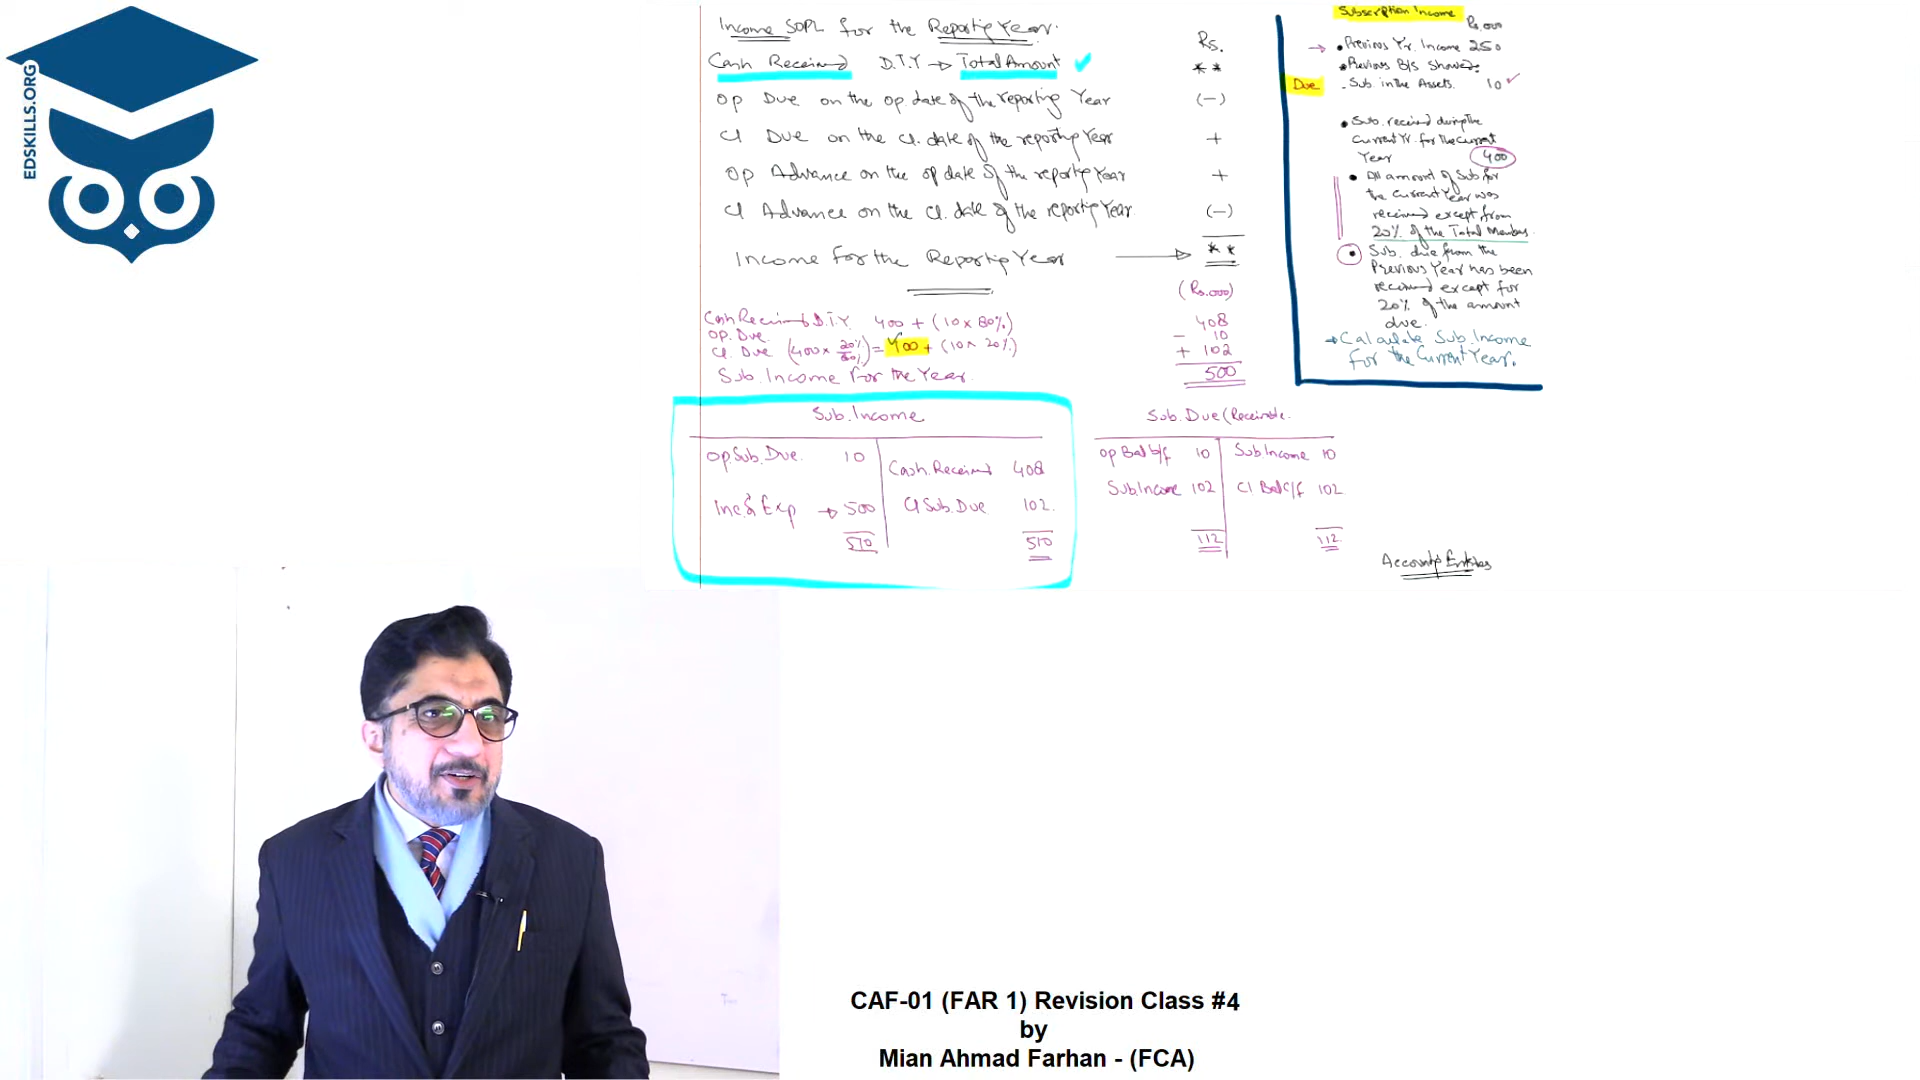 EDSKILLS.ORG
Income SOPL for the Reporting Year.
Rs.
Cash Received D.T.Y → Total Amount ✓ **
Op Due on the op. date of the reporting Year (-)
Cl Due on the Cl. date of the reporting Year +
Op Advance on the op date of the reporting Year +
Cl Advance on the Cl. date of the reporting Year (-)
Income for the Reporting Year → **
(Rs.000)
Cash Received D.T.Y. 400 + (10 x 80%) 408
Op. Due. - 10
Cl. Due (400 x 20%/80%) = 400 + (10 x 20%) + 102
Sub. Income for the Year. 500
Sub. Income
Op. Sub. Due. 10 Cash. Received 408
Inc & Exp → 500 Cl Sub. Due 102.
510 510
Sub. Due (Receivable.
Op Bal b/f 10 Sub. Income 10
Sub. Income 102 Cl Bal c/f 102
112 112
Accounts Entries
Subscription Income
Rs.000
→ • Previous Yr. Income 250
• Previous B/S Showed:
Due - Sub. in the Assets. 10 ✓
• Sub. received during the
Current Yr. for the Current
Year 400
• All amount of Sub. for
the Current Year was
received except from
20% of the Total Members.
• Sub. due from the
Previous Year has been
received except for
20% of the amount
due.
→ Calculate Sub. Income
for the Current Year.
CAF-01 (FAR 1) Revision Class #4
by
Mian Ahmad Farhan - (FCA)